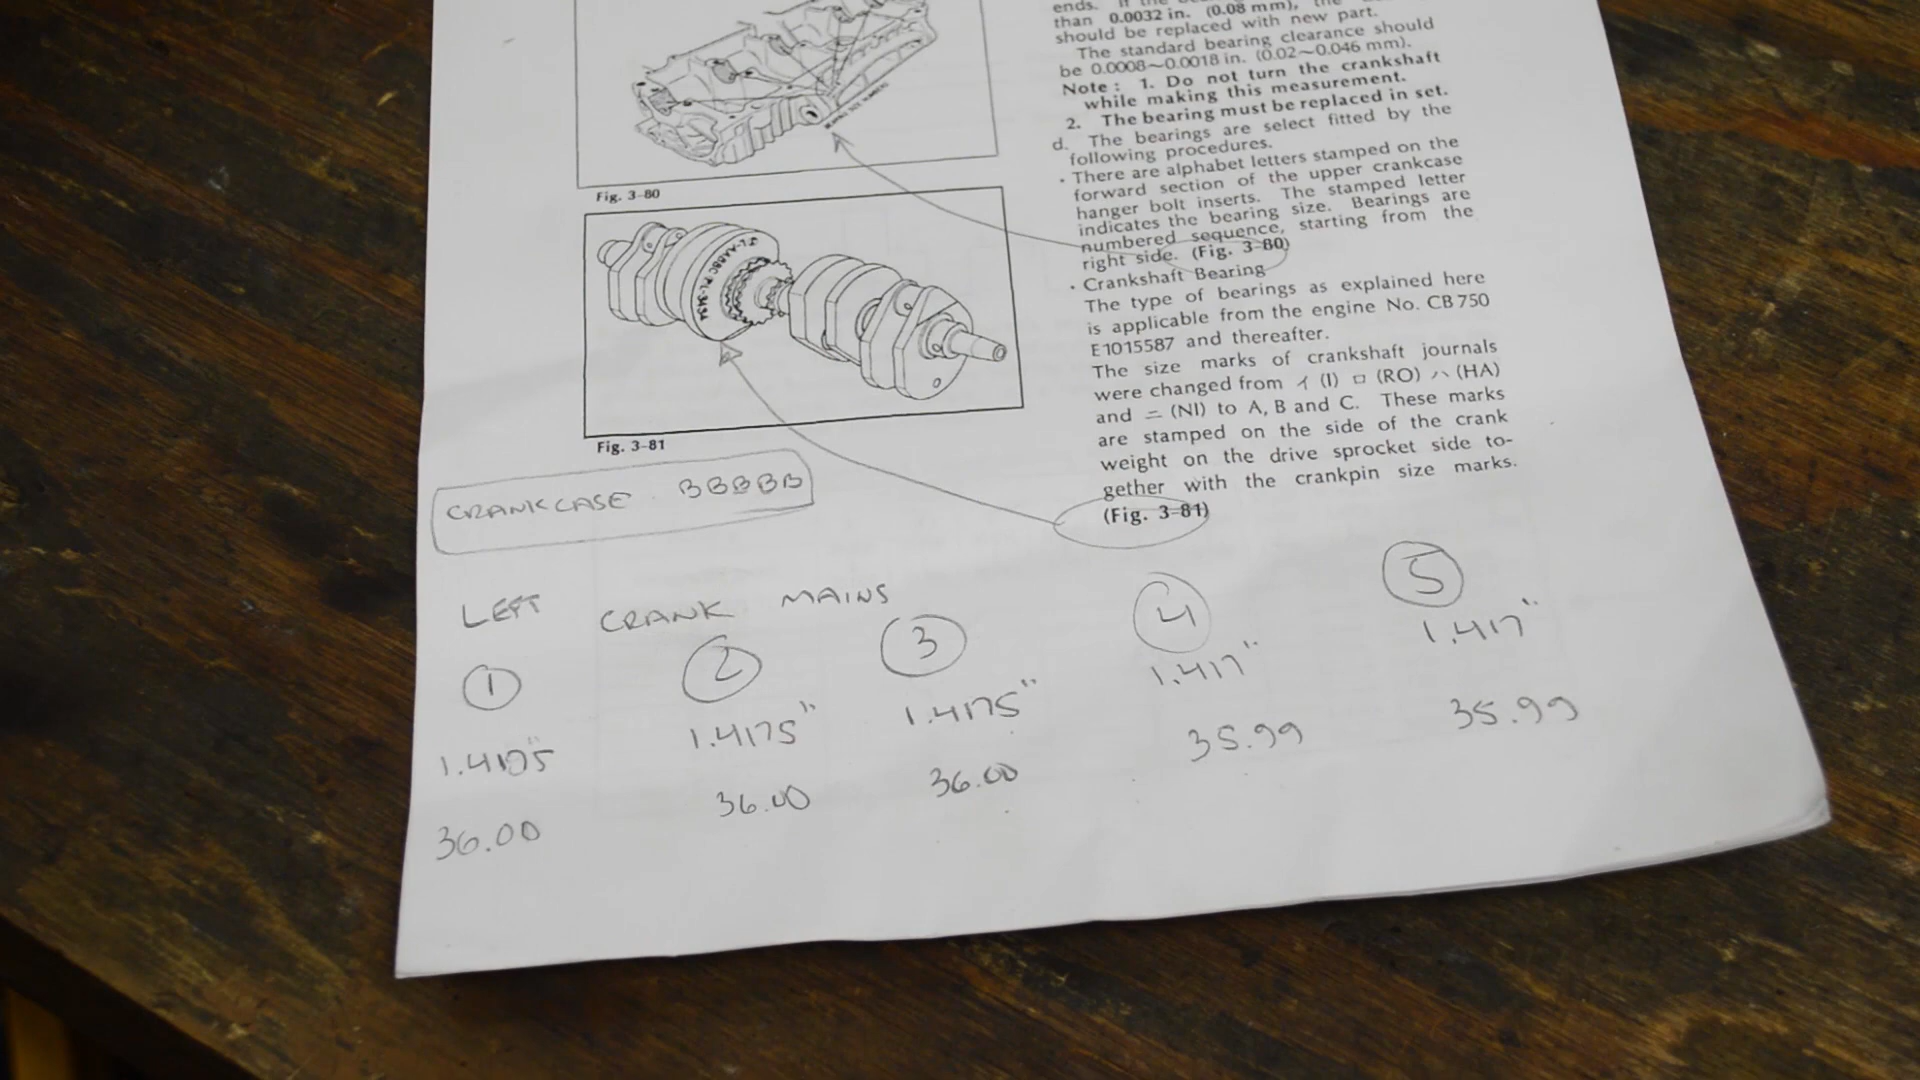 than 0.0032 in. (0.08 mm), the
should be replaced with new part.
The standard bearing clearance should
be 0.0008~0.0018 in. (0.02~0.046 mm).
Note : 1. Do not turn the crankshaft
while making this measurement.
2. The bearing must be replaced in set.
d. The bearings are select fitted by the
following procedures.
· There are alphabet letters stamped on the
forward section of the upper crankcase
hanger bolt inserts. The stamped letter
indicates the bearing size. Bearings are
numbered sequence, starting from the
right side. (Fig. 3-80)
· Crankshaft Bearing
The type of bearings as explained here
is applicable from the engine No. CB 750
E1015587 and thereafter.
The size marks of crankshaft journals
were changed from イ (I) ロ (RO) ハ (HA)
and ニ (NI) to A, B and C. These marks
are stamped on the side of the crank
weight on the drive sprocket side to-
gether with the crankpin size marks.
(Fig. 3-81)
Fig. 3-80
Fig. 3-81
CRANKCASE BBBBB
LEFT CRANK MAINS
1 2 3 4 5
1.4175" 1.4175" 1.4175" 1.417" 1.417"
36.00 36.00 36.00 35.99 35.99